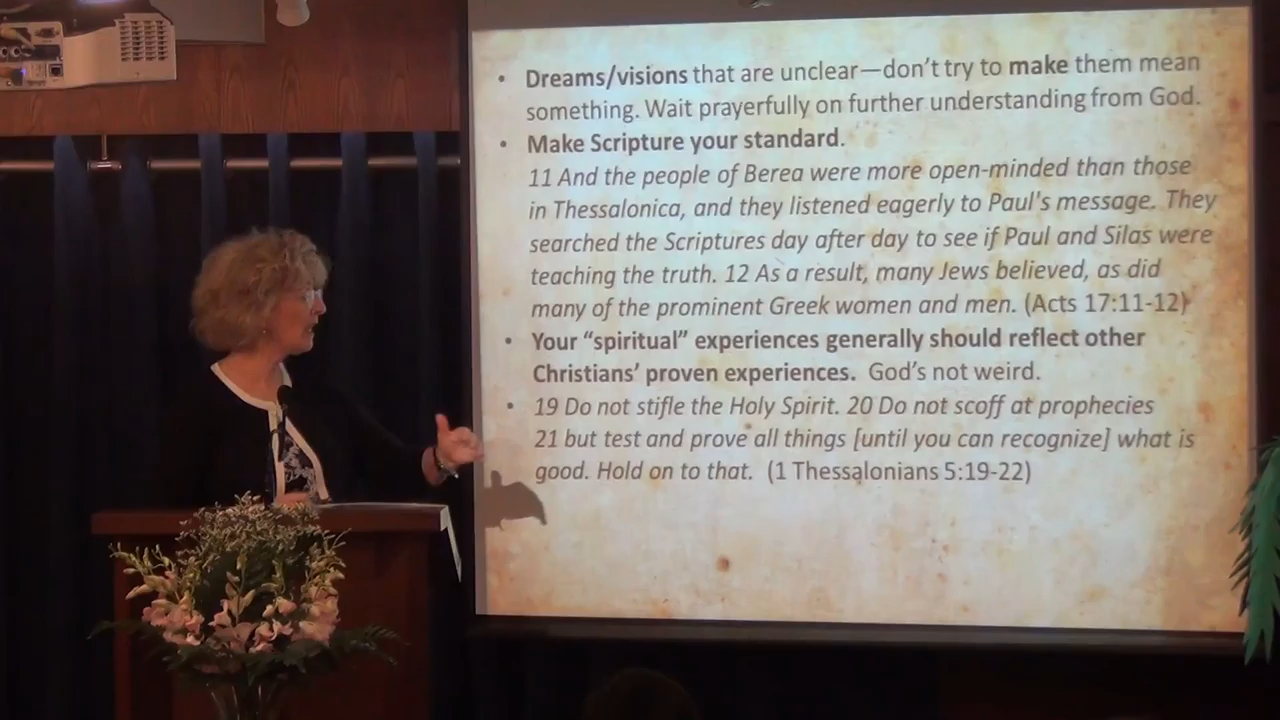 • Dreams/visions that are unclear—don't try to make them mean
something. Wait prayerfully on further understanding from God.
• Make Scripture your standard.
11 And the people of Berea were more open-minded than those
in Thessalonica, and they listened eagerly to Paul's message. They
searched the Scriptures day after day to see if Paul and Silas were
teaching the truth. 12 As a result, many Jews believed, as did
many of the prominent Greek women and men. (Acts 17:11-12)
• Your “spiritual” experiences generally should reflect other
Christians’ proven experiences. God’s not weird.
• 19 Do not stifle the Holy Spirit. 20 Do not scoff at prophecies
21 but test and prove all things [until you can recognize] what is
good. Hold on to that. (1 Thessalonians 5:19-22)